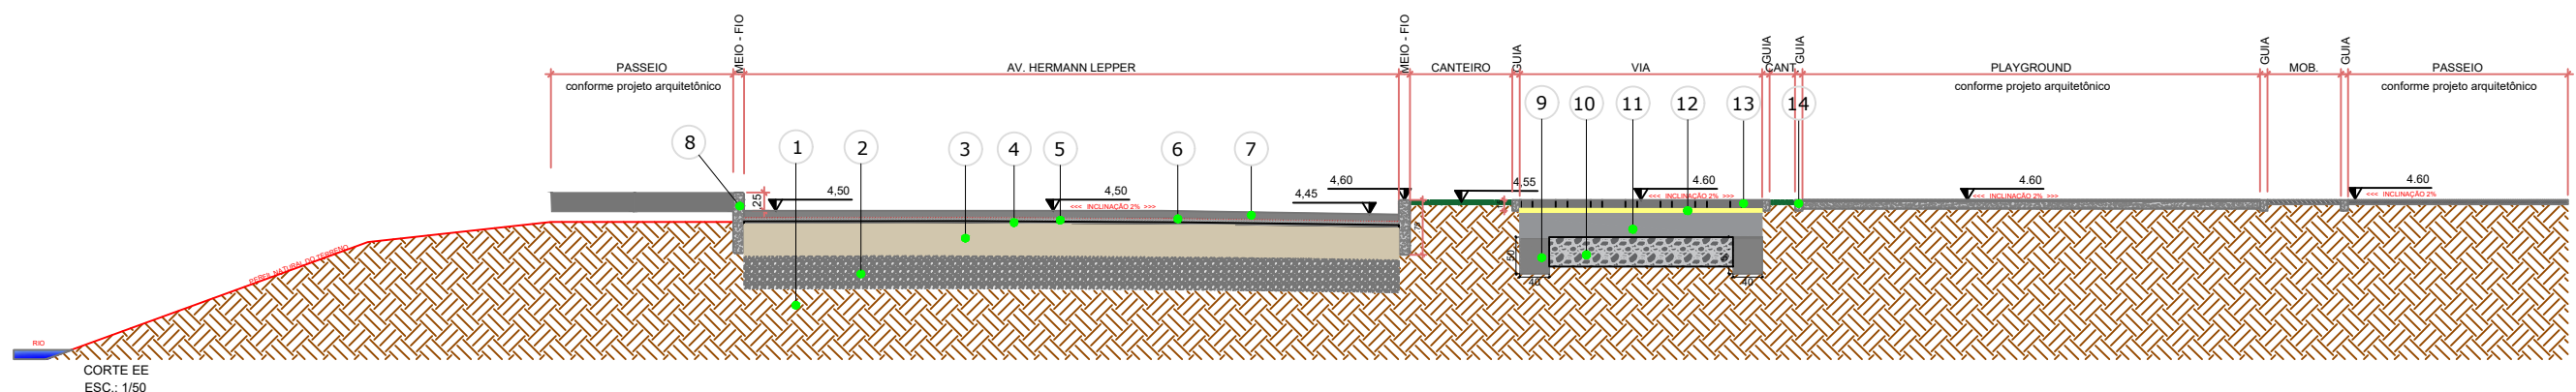 MEIO - FIO
MEIO - FIO
GUIA
GUIA
GUIA
GUIA
GUIA
PASSEIO
AV. HERMANN LEPPER
CANTEIRO
VIA
CANT.
PLAYGROUND
MOB.
PASSEIO
conforme projeto arquitetônico
conforme projeto arquitetônico
conforme projeto arquitetônico
8
1
2
3
4
5
6
7
9
10
11
12
13
14
,25
4,50
4,50
<<< INCLINAÇÃO 2% >>>
4,45
4,60
4,55
4.60
<<< INCLINAÇÃO 2% >>>
4.60
<<< INCLINAÇÃO 2% >>>
4.60
<<< INCLINAÇÃO 2%
50
40
40
PERFIL NATURAL DO TERRENO
RIO
CORTE EE
ESC.: 1/50